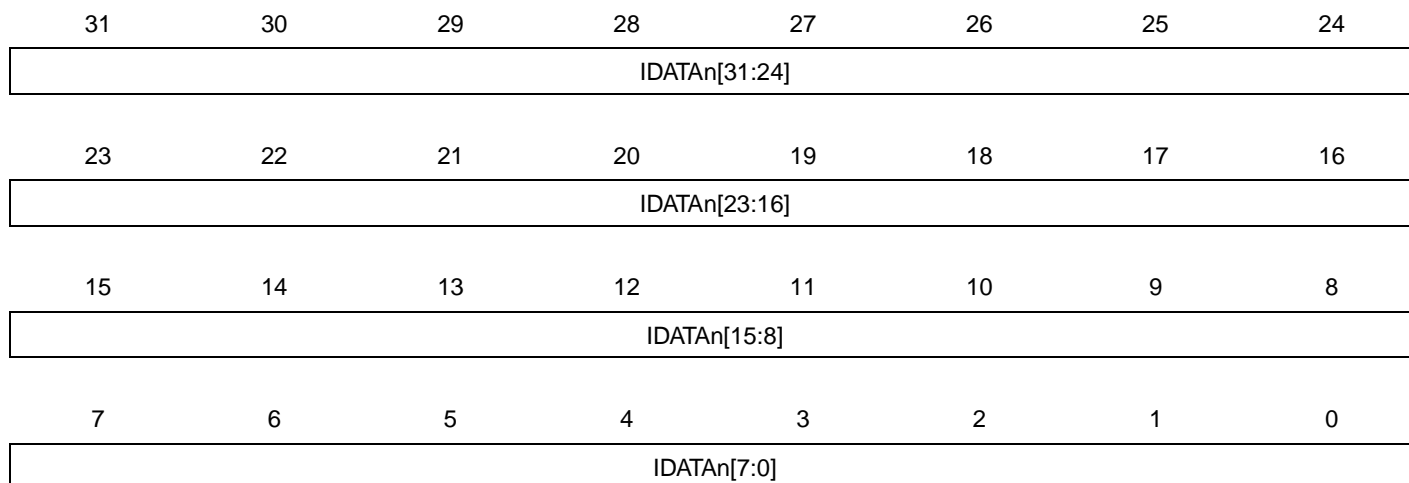 31 30 29 28 27 26 25 24
IDATAn[31:24]
23 22 21 20 19 18 17 16
IDATAn[23:16]
15 14 13 12 11 10 9 8
IDATAn[15:8]
7 6 5 4 3 2 1 0
IDATAn[7:0]